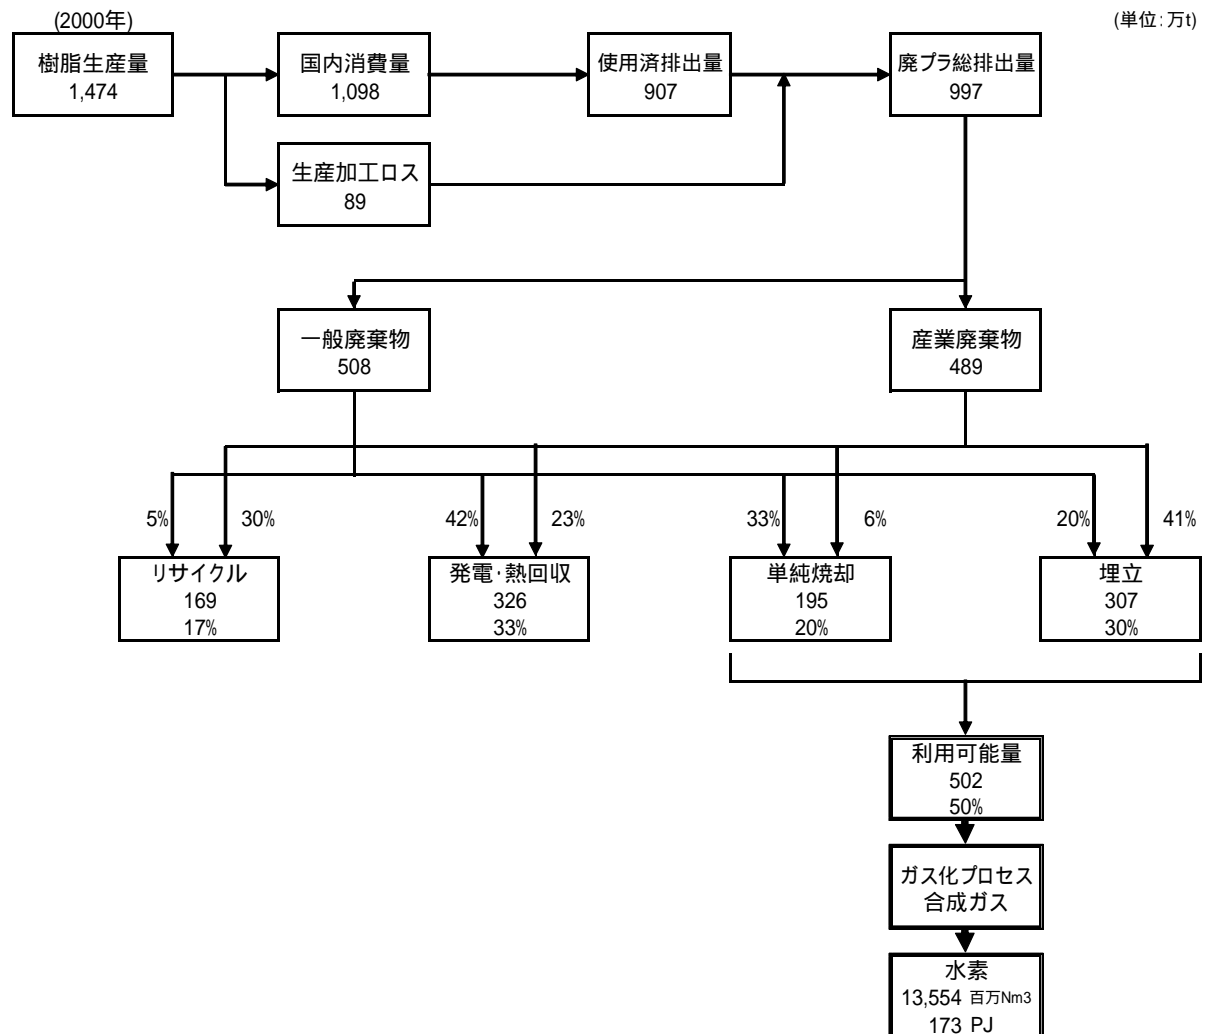 (2000年)
(単位:万t)
樹脂生産量
1,474
国内消費量
1,098
使用済排出量
907
廃プラ総排出量
997
生産加工ロス
89
一般廃棄物
508
産業廃棄物
489
5%
30%
42%
23%
33%
6%
20%
41%
リサイクル
169
17%
発電・熱回収
326
33%
単純焼却
195
20%
埋立
307
30%
利用可能量
502
50%
ガス化プロセス
合成ガス
水素
13,554 百万Nm3
173 PJ